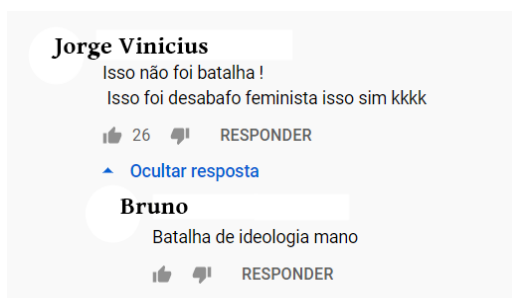 Jorge Vinicius
Isso não foi batalha !
Isso foi desabafo feminista isso sim kkkk
26 RESPONDER
Ocultar resposta
Bruno
Batalha de ideologia mano
RESPONDER